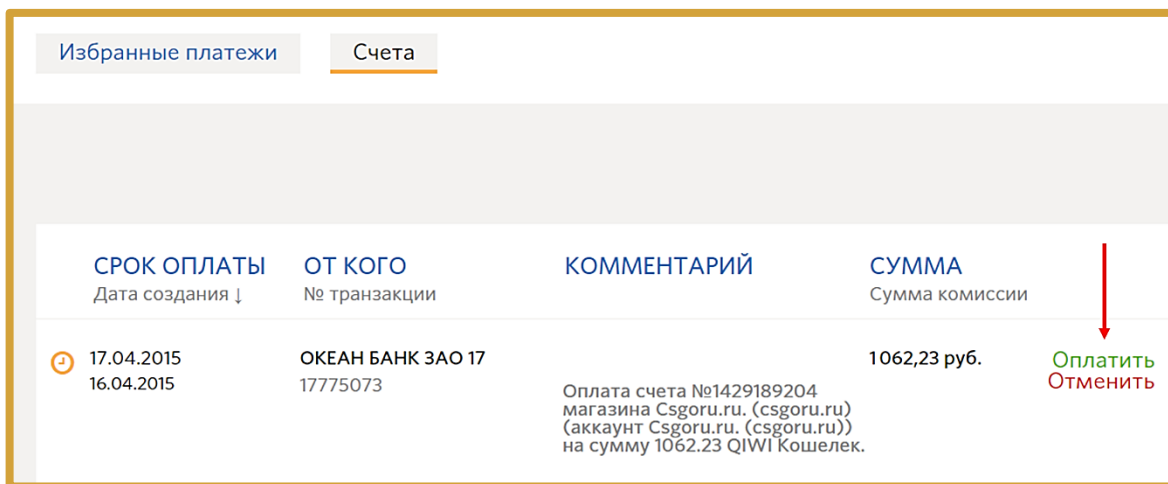 Избранные платежи
Счета
СРОК ОПЛАТЫ
Дата создания ↓
ОТ КОГО
№ транзакции
КОММЕНТАРИЙ
СУММА
Сумма комиссии
17.04.2015
16.04.2015
ОКЕАН БАНК ЗАО 17
17775073
Оплата счета №1429189204
магазина Csgoru.ru. (csgoru.ru)
(аккаунт Csgoru.ru. (csgoru.ru))
на сумму 1062.23 QIWI Кошелек.
1062,23 руб.
Оплатить
Отменить